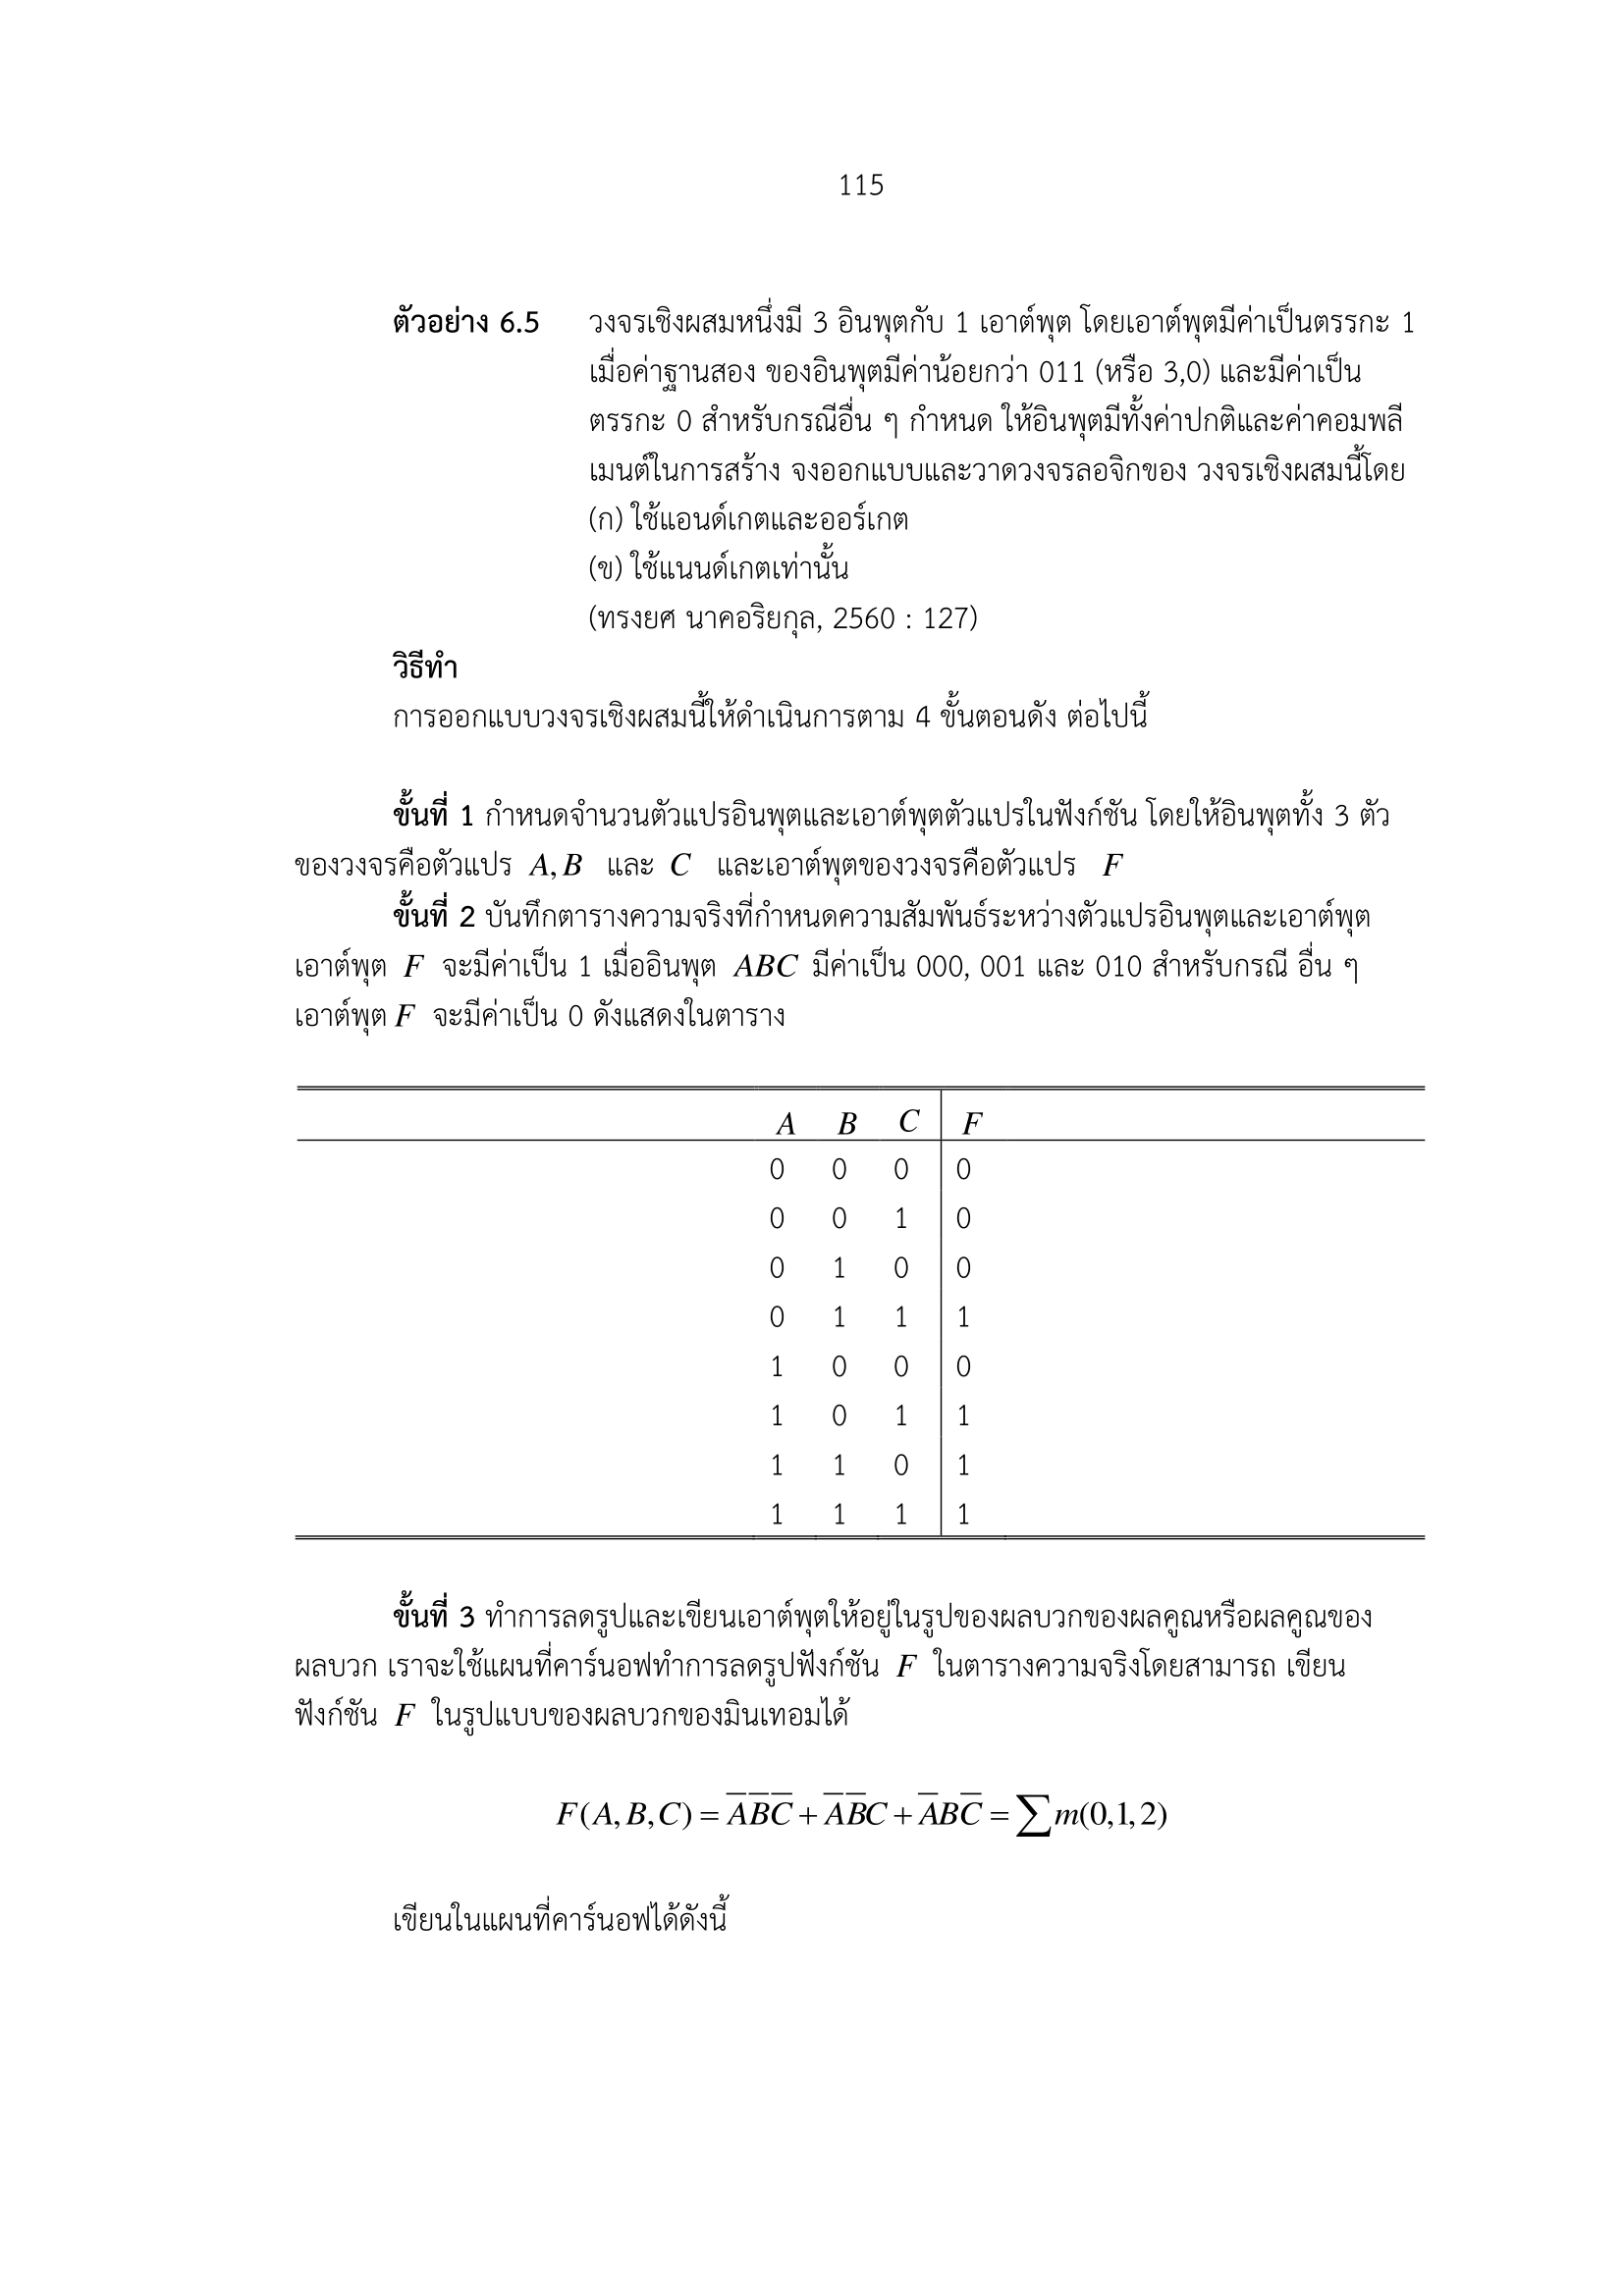 115
ตัวอย่าง 6.5 วงจรเชิงผสมหนึ่งมี 3 อินพุตกับ 1 เอาต์พุต โดยเอาต์พุตมีค่าเป็นตรรกะ 1
เมื่อค่าฐานสอง ของอินพุตมีค่าน้อยกว่า 011 (หรือ 3,0) และมีค่าเป็น
ตรรกะ 0 สำหรับกรณีอื่น ๆ กำหนด ให้อินพุตมีทั้งค่าปกติและค่าคอมพลี
เมนต์ในการสร้าง จงออกแบบและวาดวงจรลอจิกของ วงจรเชิงผสมนี้โดย
(ก) ใช้แอนด์เกตและออร์เกต
(ข) ใช้แนนด์เกตเท่านั้น
(ทรงยศ นาคอริยกุล, 2560 : 127)
วิธีทำ
การออกแบบวงจรเชิงผสมนี้ให้ดำเนินการตาม 4 ขั้นตอนดัง ต่อไปนี้
ขั้นที่ 1 กำหนดจำนวนตัวแปรอินพุตและเอาต์พุตตัวแปรในฟังก์ชัน โดยให้อินพุตทั้ง 3 ตัว
ของวงจรคือตัวแปร A, B และ C และเอาต์พุตของวงจรคือตัวแปร F
ขั้นที่ 2 บันทึกตารางความจริงที่กำหนดความสัมพันธ์ระหว่างตัวแปรอินพุตและเอาต์พุต
เอาต์พุต F จะมีค่าเป็น 1 เมื่ออินพุต ABC มีค่าเป็น 000, 001 และ 010 สำหรับกรณี อื่น ๆ
เอาต์พุต F จะมีค่าเป็น 0 ดังแสดงในตาราง
A B C F
0 0 0 0
0 0 1 0
0 1 0 0
0 1 1 1
1 0 0 0
1 0 1 1
1 1 0 1
1 1 1 1
ขั้นที่ 3 ทำการลดรูปและเขียนเอาต์พุตให้อยู่ในรูปของผลบวกของผลคูณหรือผลคูณของ
ผลบวก เราจะใช้แผนที่คาร์นอฟทำการลดรูปฟังก์ชัน F ในตารางความจริงโดยสามารถ เขียน
ฟังก์ชัน F ในรูปแบบของผลบวกของมินเทอมได้
F(A, B, C) = A̅B̅C̅ + A̅B̅C + A̅BC̅ = ∑m(0,1,2)
เขียนในแผนที่คาร์นอฟได้ดังนี้